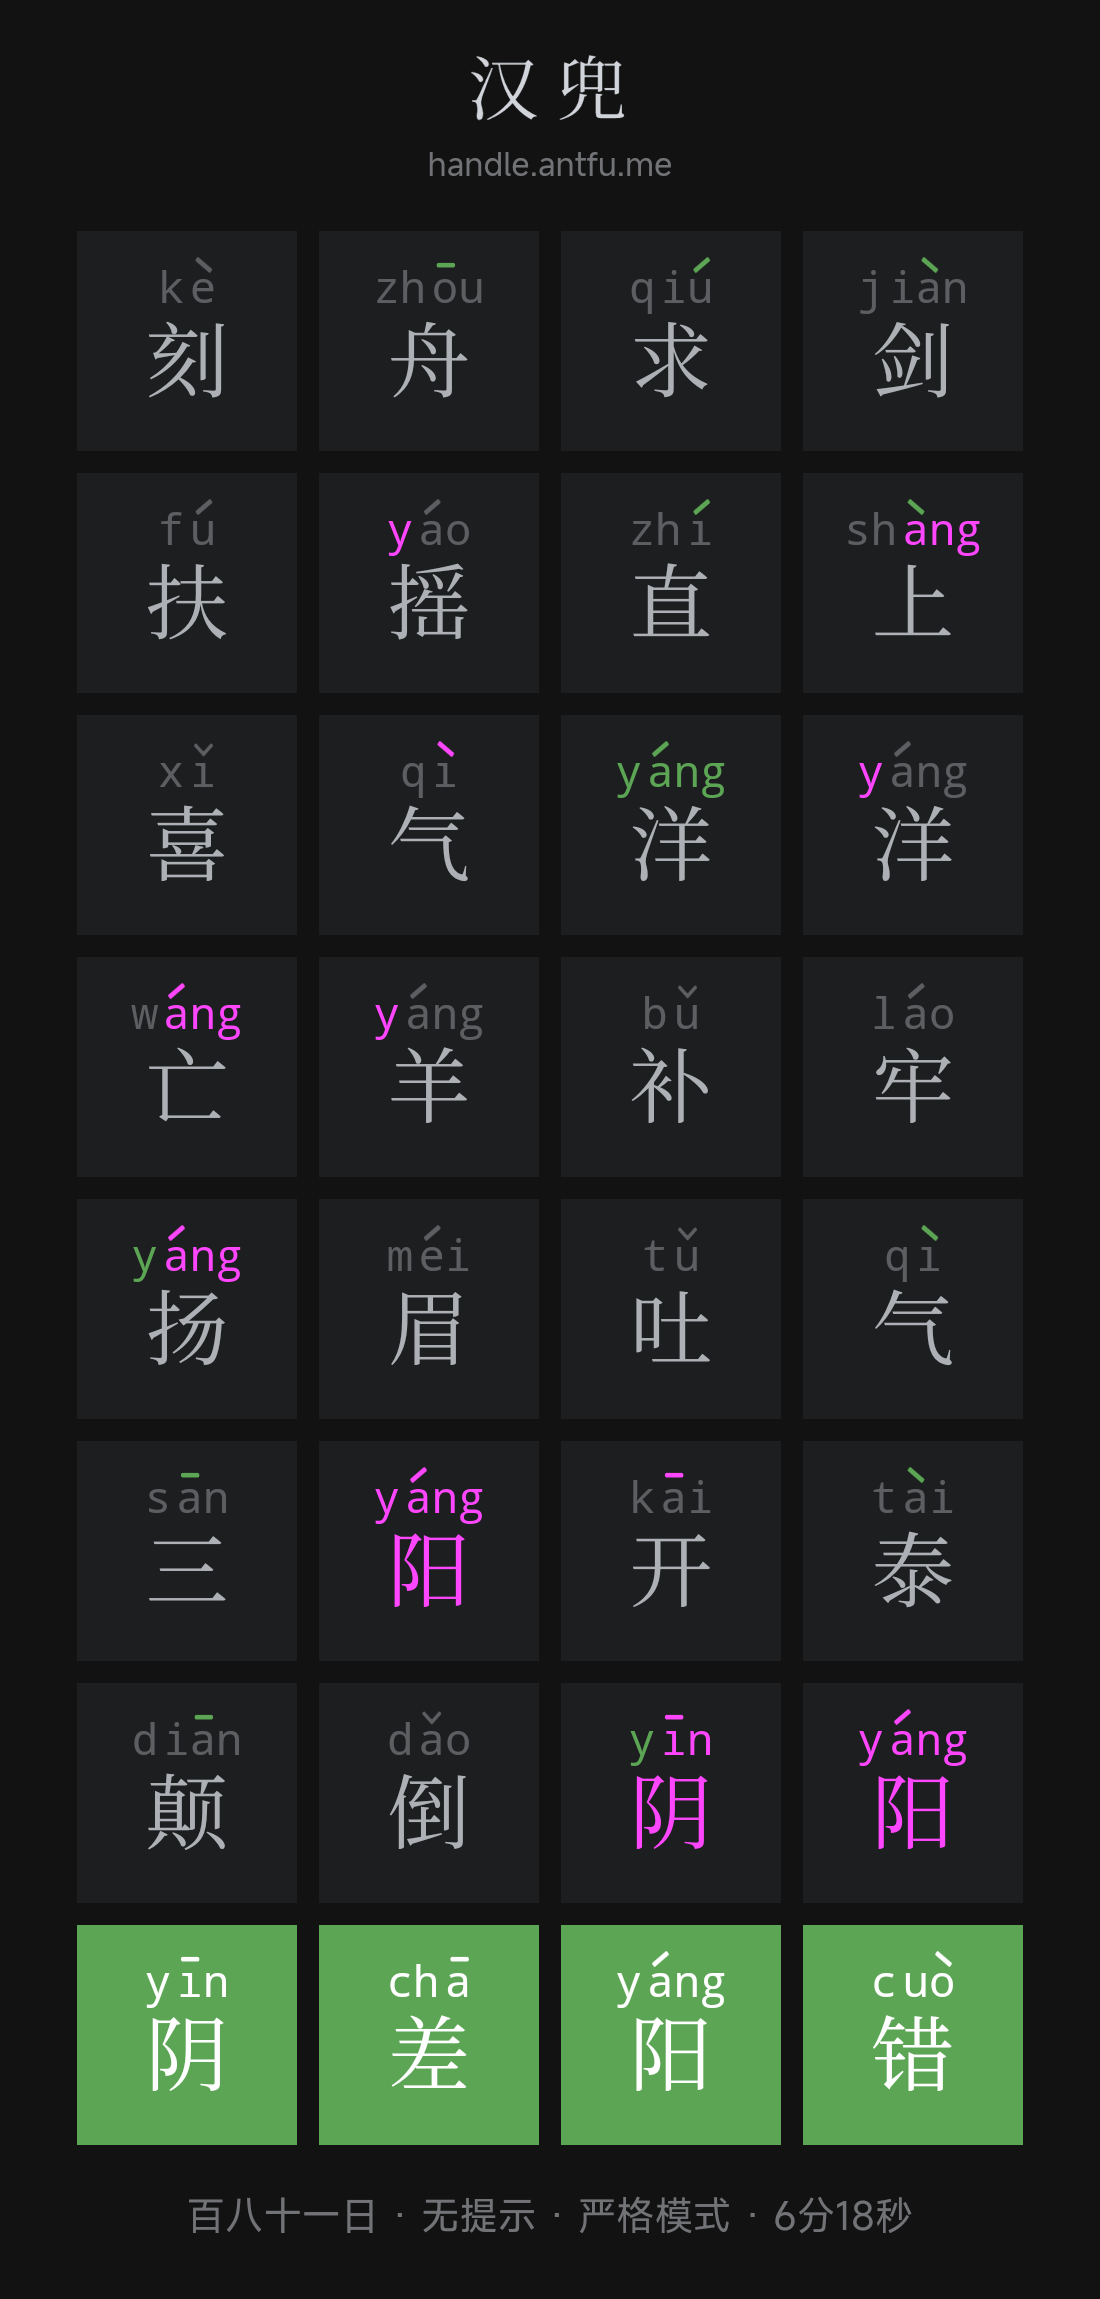 汉兜
handle.antfu.me
kè zhōu qiú jiàn
刻 舟 求 剑
fú yáo zhí shàng
扶 摇 直 上
xǐ qì yáng yáng
喜 气 洋 洋
wáng yáng bǔ láo
亡 羊 补 牢
yáng méi tǔ qì
扬 眉 吐 气
sān yáng kāi tài
三 阳 开 泰
diān dǎo yīn yáng
颠 倒 阴 阳
yīn chā yáng cuò
阴 差 阳 错
百八十一日 · 无提示 · 严格模式 · 6分18秒